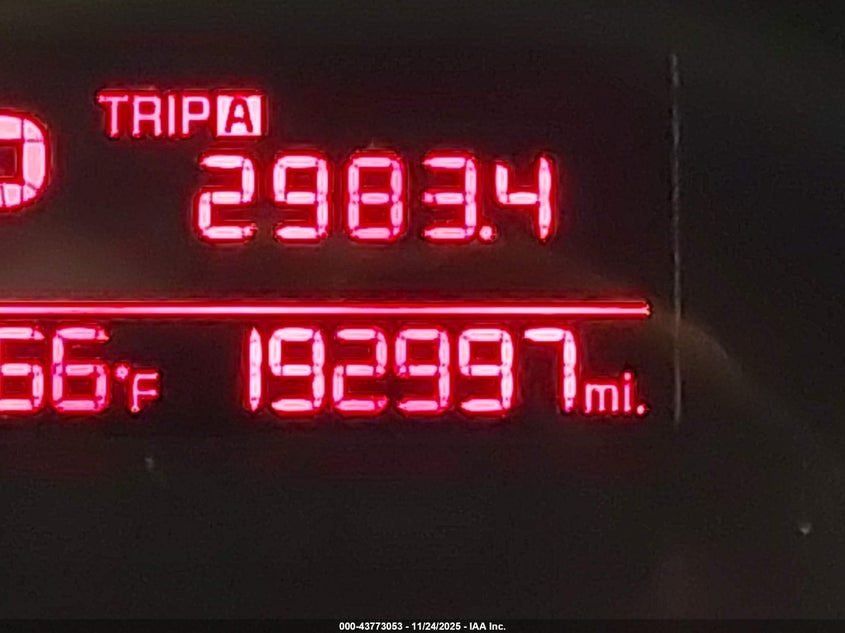 TRIP A
2983.4
66°F 192997 mi.
000-43773053 - 11/24/2025 - IAA Inc.